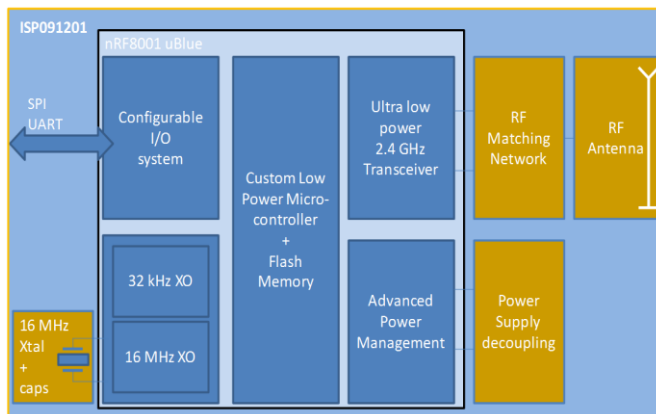 ISP091201
nRF8001 uBlue
SPI
UART
Configurable
I/O
system
Custom Low
Power Micro-
controller
+
Flash
Memory
Ultra low
power
2.4 GHz
Transceiver
RF
Matching
Network
RF
Antenna
32 kHz XO
16 MHz XO
16 MHz
Xtal
+
caps
Advanced
Power
Management
Power
Supply
decoupling